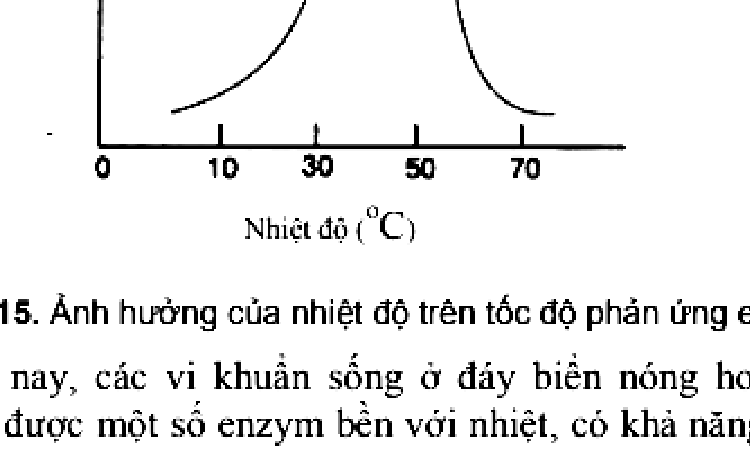 0 10 30 50 70
Nhiệt độ (°C)
15. Ảnh hưởng của nhiệt độ trên tốc độ phản ứng e
nay, các vi khuẩn sống ở đáy biển nóng hơ
được một số enzym bền với nhiệt, có khả năng